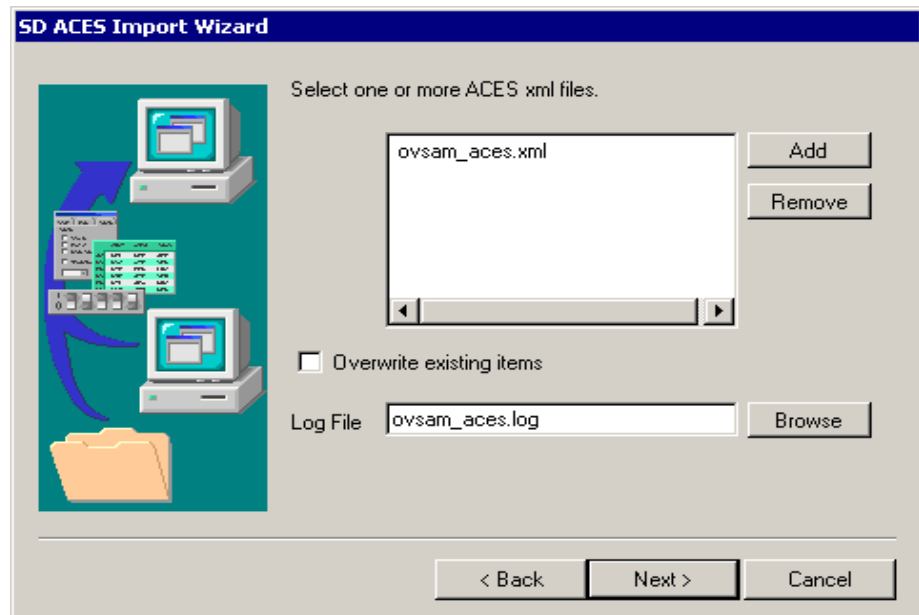 SD ACES Import Wizard
Select one or more ACES xml files.
ovsam_aces.xml
Add
Remove
Overwrite existing items
Log File
ovsam_aces.log
Browse
< Back
Next >
Cancel